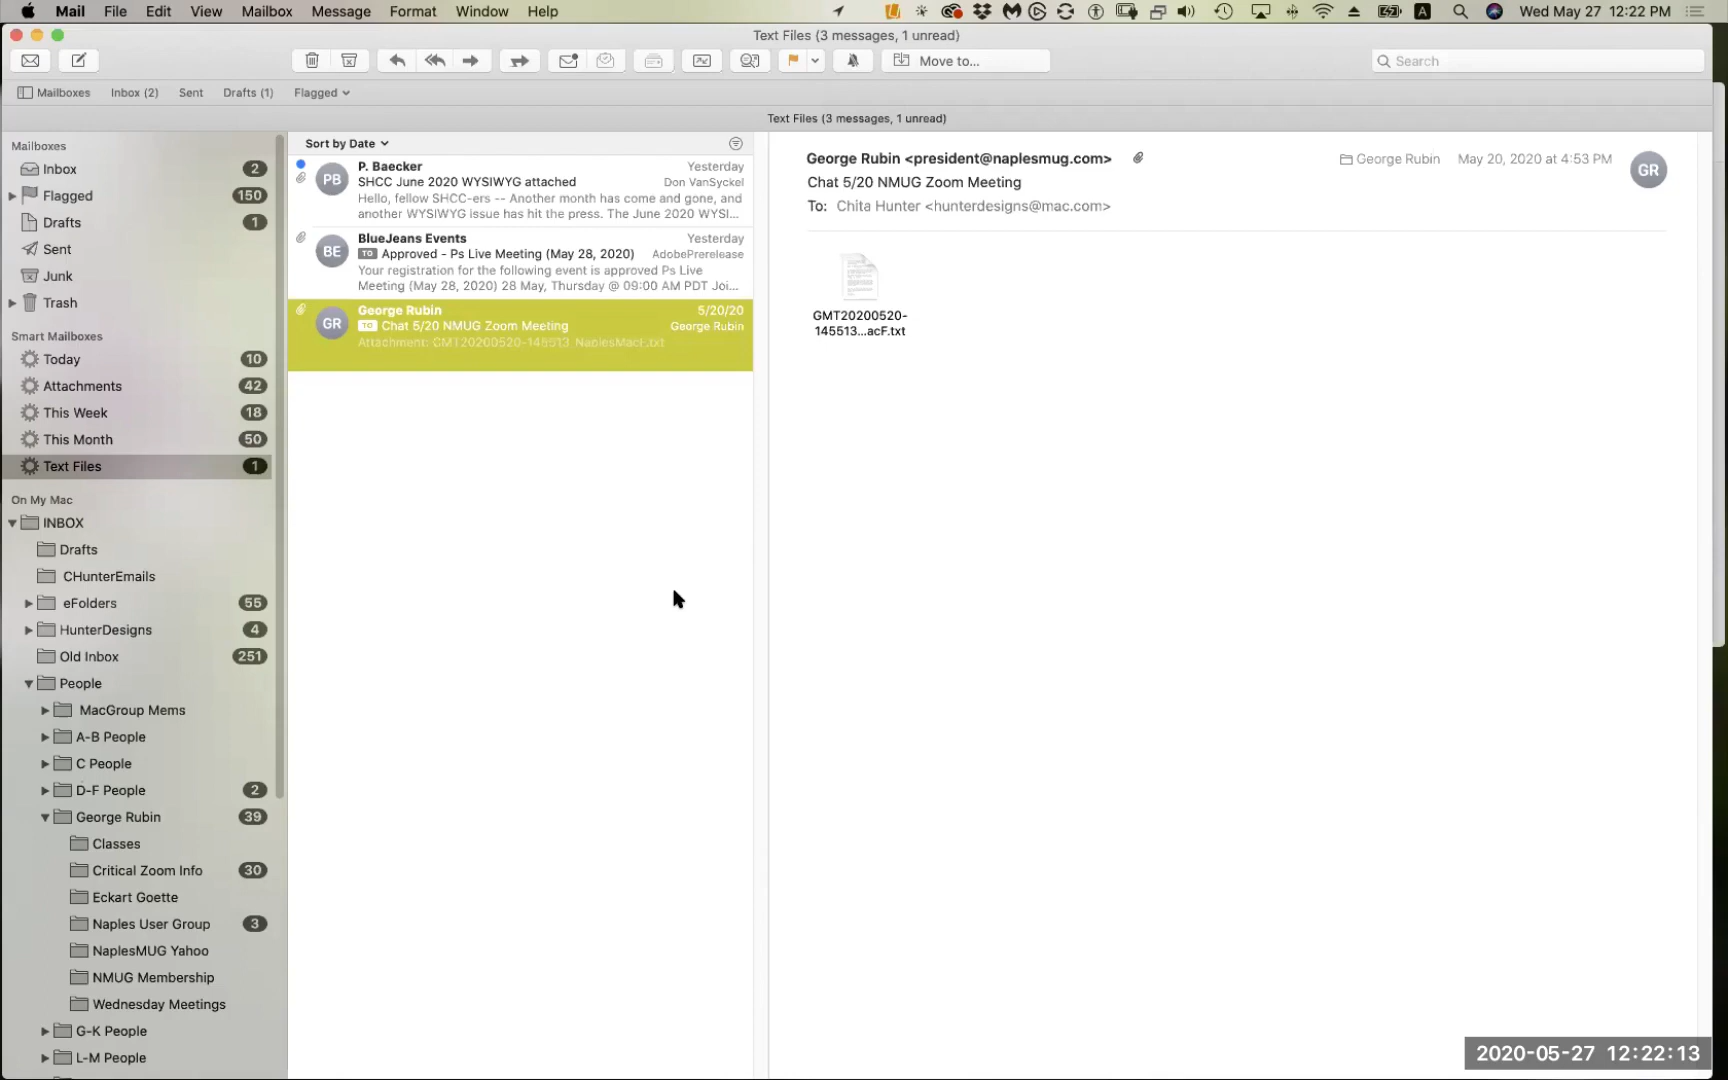 Mail File Edit View Mailbox Message Format Window Help
A Wed May 27 12:22 PM
Text Files (3 messages, 1 unread)
Move to...
Search
Mailboxes Inbox (2) Sent Drafts (1) Flagged
Text Files (3 messages, 1 unread)
Mailboxes
Inbox 2
Flagged 150
Drafts 1
Sent
Junk
Trash
Smart Mailboxes
Today 10
Attachments 42
This Week 18
This Month 50
Text Files 1
On My Mac
INBOX
Drafts
CHunterEmails
eFolders 55
HunterDesigns 4
Old Inbox 251
People
MacGroup Mems
A-B People
C People
D-F People 2
George Rubin 39
Classes
Critical Zoom Info 30
Eckart Goette
Naples User Group 3
NaplesMUG Yahoo
NMUG Membership
Wednesday Meetings
G-K People
L-M People
Sort by Date
PB
P. Baecker Yesterday
SHCC June 2020 WYSIWYG attached Don VanSyckel
Hello, fellow SHCC-ers -- Another month has come and gone, and
another WYSIWYG issue has hit the press. The June 2020 WYSI...
BE
BlueJeans Events Yesterday
TO Approved - Ps Live Meeting (May 28, 2020) AdobePrerelease
Your registration for the following event is approved Ps Live
Meeting (May 28, 2020) 28 May, Thursday @ 09:00 AM PDT Joi...
GR
George Rubin 5/20/20
TO Chat 5/20 NMUG Zoom Meeting George Rubin
Attachment: GMT20200520-145513_NaplesMacF.txt
George Rubin <president@naplesmug.com> George Rubin May 20, 2020 at 4:53 PM
GR
Chat 5/20 NMUG Zoom Meeting
To: Chita Hunter <hunterdesigns@mac.com>
GMT20200520-
145513...acF.txt
2020-05-27 12:22:13